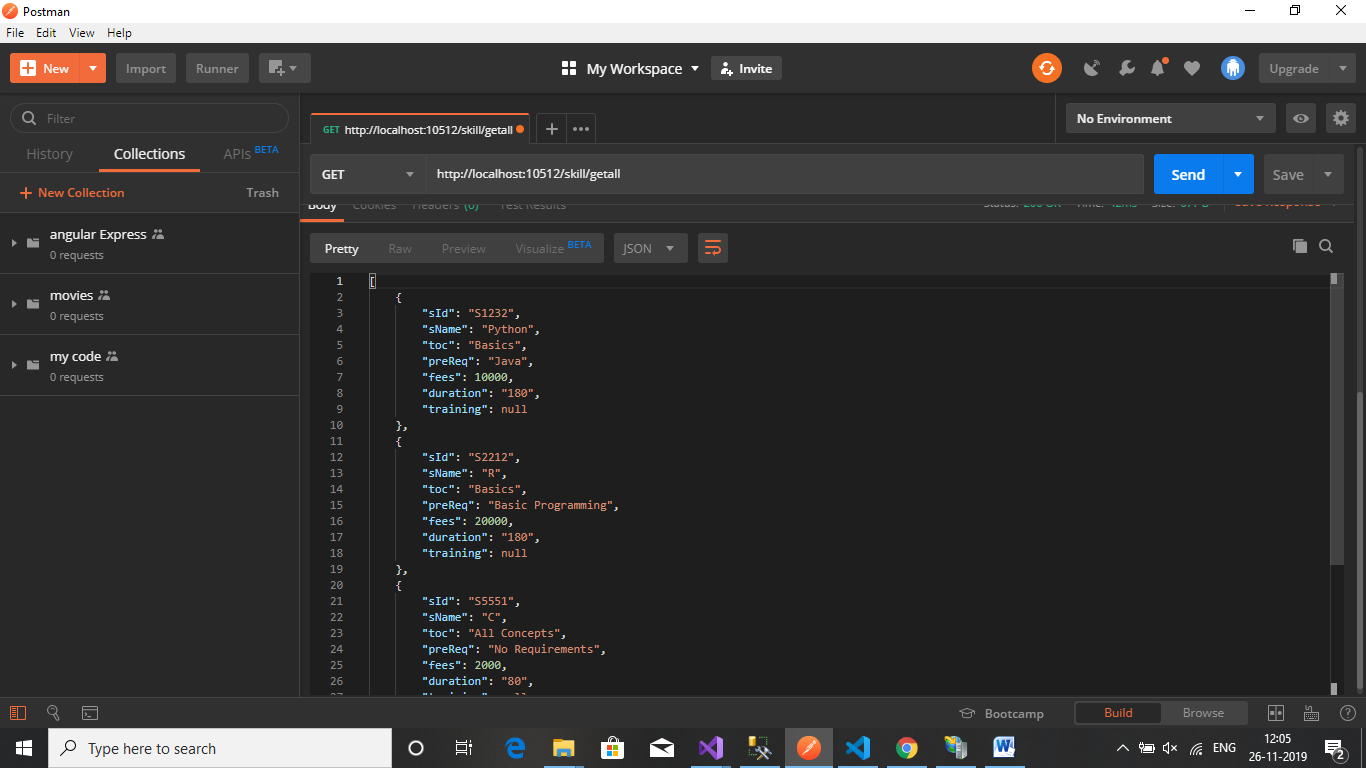 Postman
File Edit View Help
New Import Runner My Workspace Invite Upgrade
Filter
History Collections APIs BETA
New Collection Trash
angular Express
0 requests
movies
0 requests
my code
0 requests
GET http://localhost:10512/skill/getall
No Environment
GET http://localhost:10512/skill/getall Send Save
Body Cookies Headers (6) Test Results
Pretty Raw Preview Visualize BETA JSON
1 [
2 {
3 "sId": "S1232",
4 "sName": "Python",
5 "toc": "Basics",
6 "preReq": "Java",
7 "fees": 10000,
8 "duration": "180",
9 "training": null
10 },
11 {
12 "sId": "S2212",
13 "sName": "R",
14 "toc": "Basics",
15 "preReq": "Basic Programming",
16 "fees": 20000,
17 "duration": "180",
18 "training": null
19 },
20 {
21 "sId": "S5551",
22 "sName": "C",
23 "toc": "All Concepts",
24 "preReq": "No Requirements",
25 "fees": 2000,
26 "duration": "80",
Bootcamp Build Browse
Type here to search
ENG
12:05
26-11-2019
2